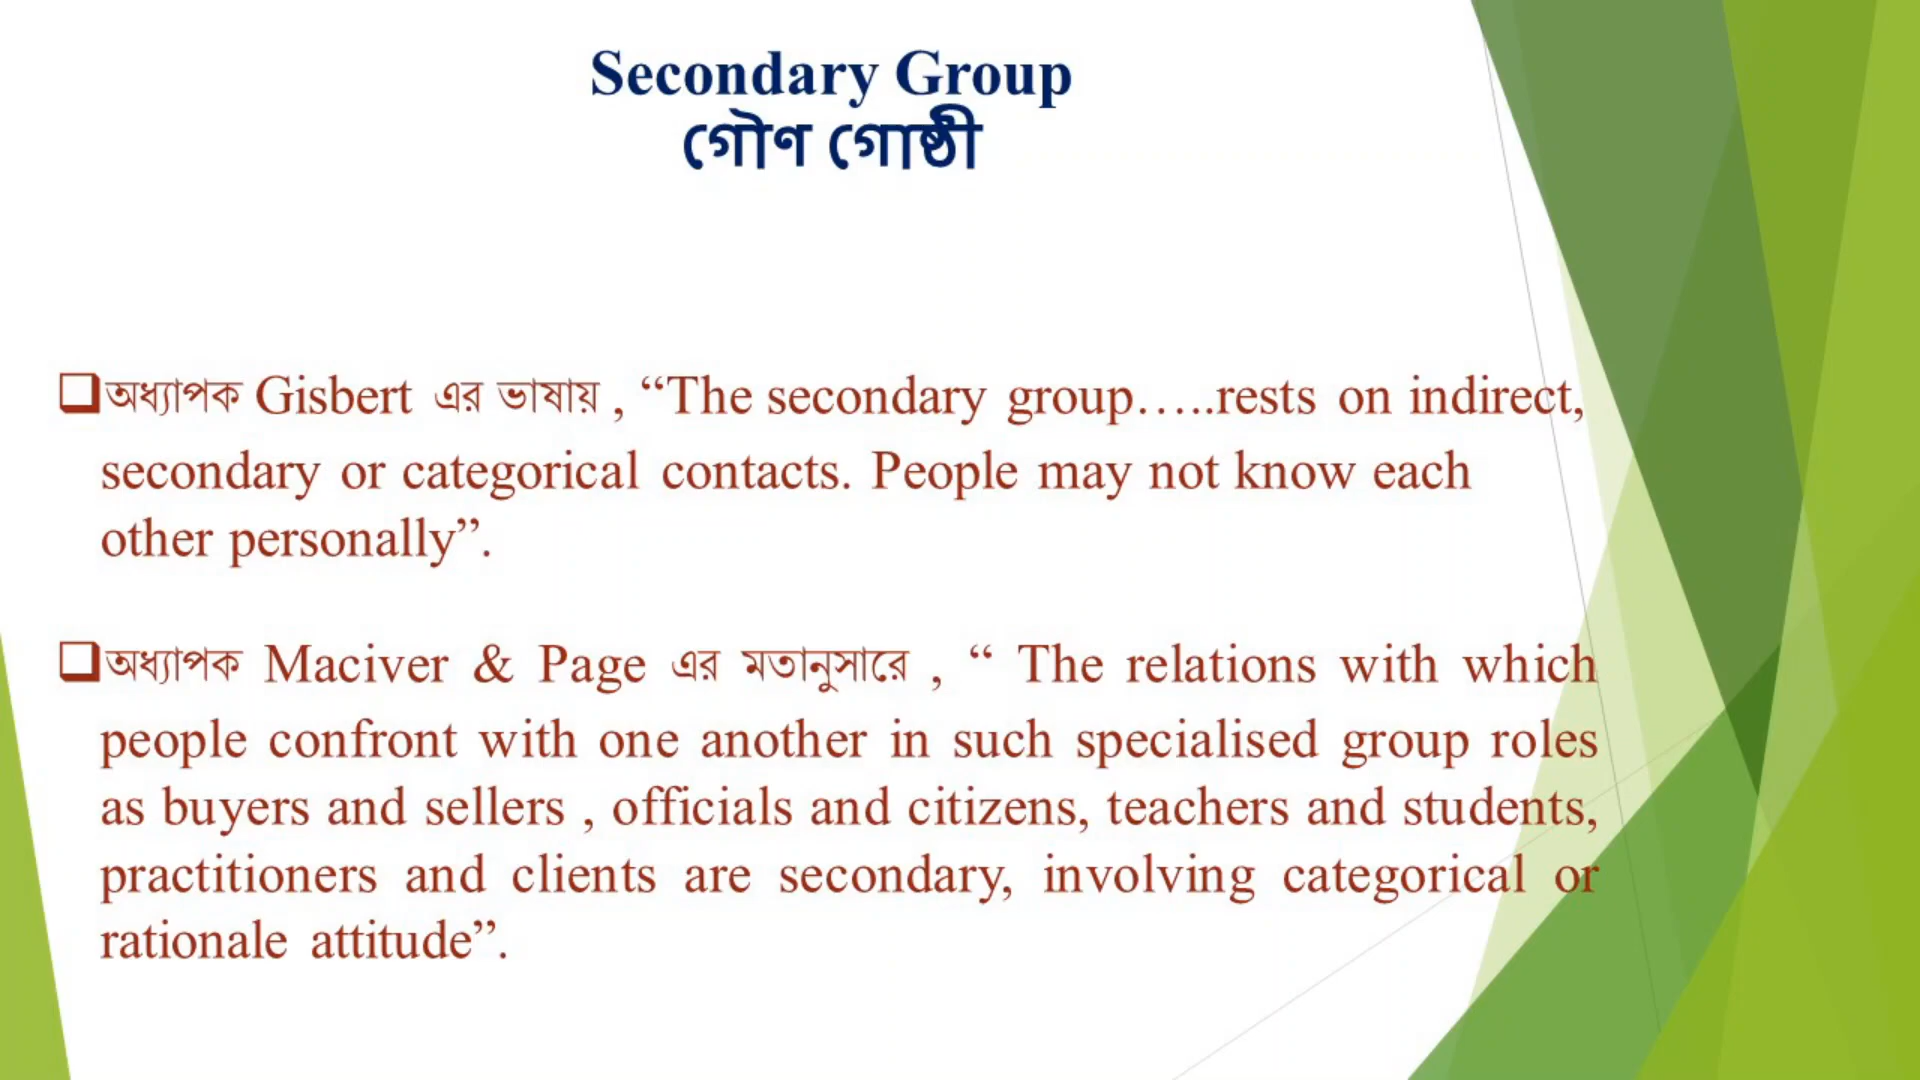 Secondary Group
গৌণ গোষ্ঠী
❑অধ্যাপক Gisbert এর ভাষায় , “The secondary group…..rests on indirect,
secondary or categorical contacts. People may not know each
other personally”.
❑অধ্যাপক Maciver & Page এর মতানুসারে , “ The relations with which
people confront with one another in such specialised group roles
as buyers and sellers , officials and citizens, teachers and students,
practitioners and clients are secondary, involving categorical or
rationale attitude”.